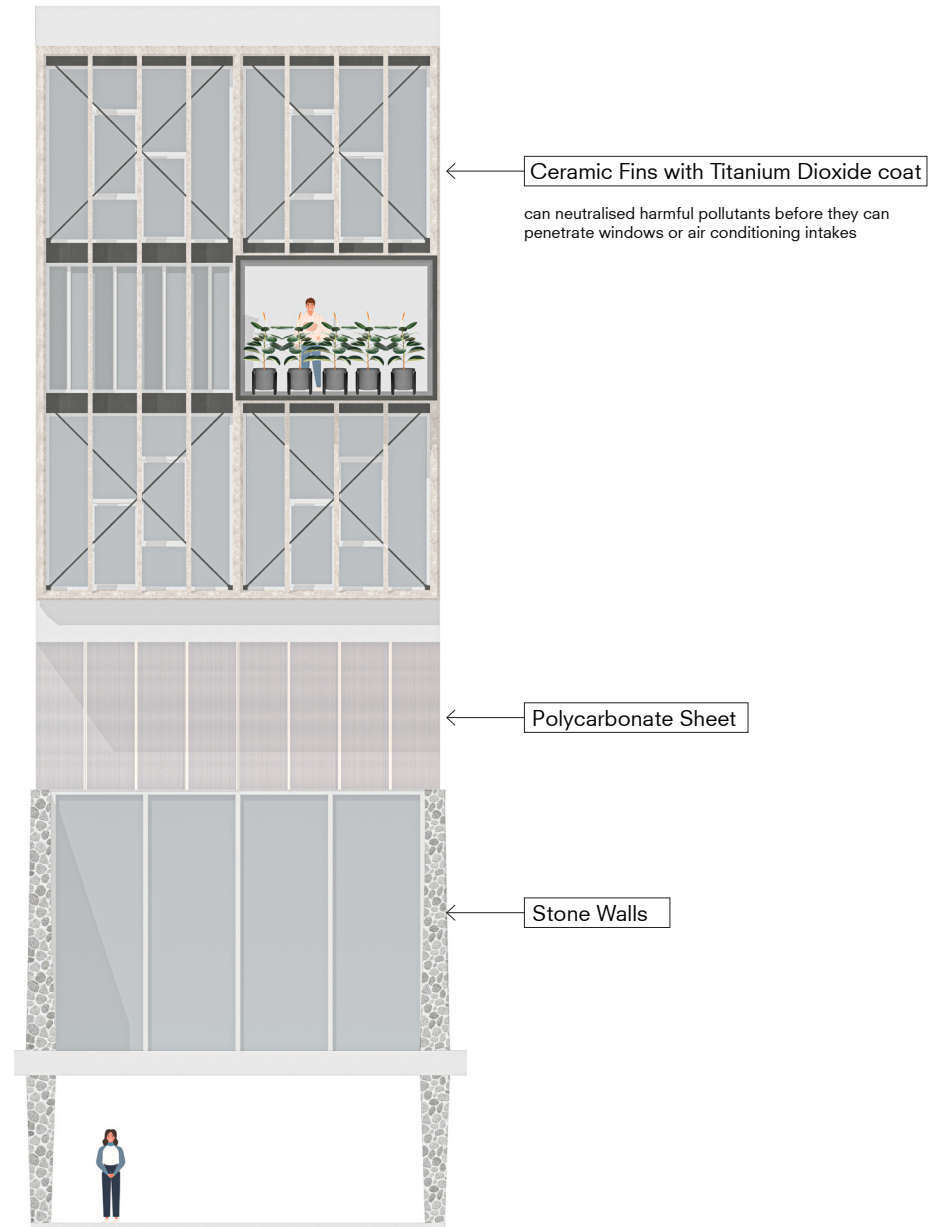 Ceramic Fins with Titanium Dioxide coat
can neutralised harmful pollutants before they can
penetrate windows or air conditioning intakes
Polycarbonate Sheet
Stone Walls